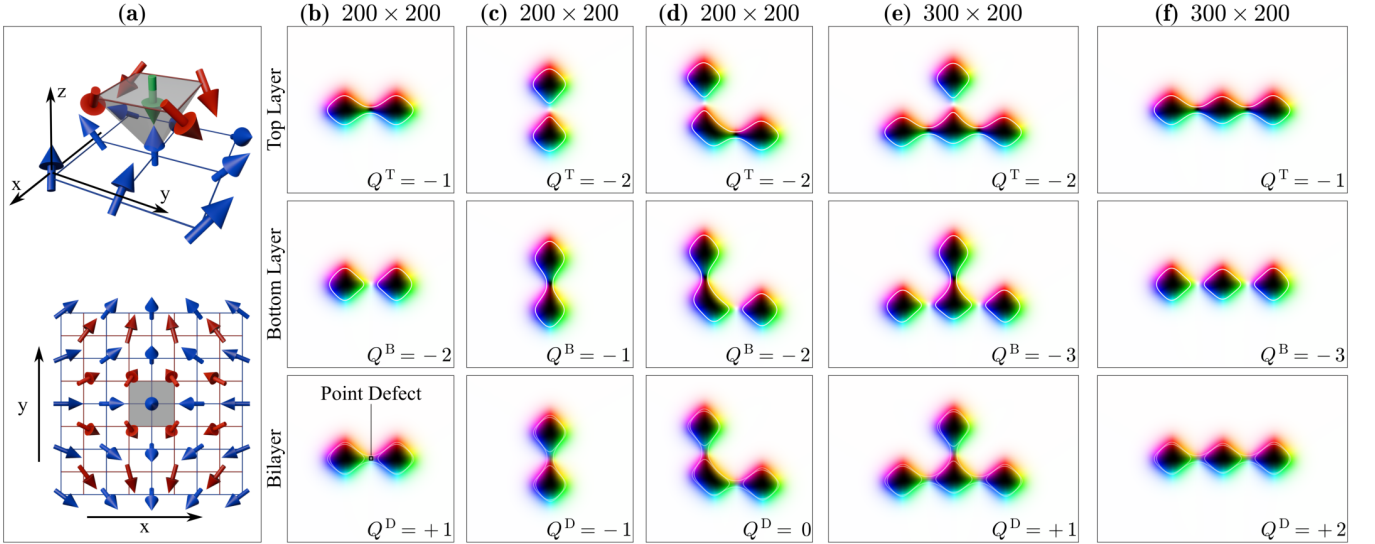 (a)
(b) 200 × 200
(c) 200 × 200
(d) 200 × 200
(e) 300 × 200
(f) 300 × 200
z
x
y
y
x
Top Layer
Q^T = −1
Q^T = −2
Q^T = −2
Q^T = −2
Q^T = −1
Bottom Layer
Q^B = −2
Q^B = −1
Q^B = −2
Q^B = −3
Q^B = −3
Bilayer
Point Defect
Q^D = +1
Q^D = −1
Q^D = 0
Q^D = +1
Q^D = +2